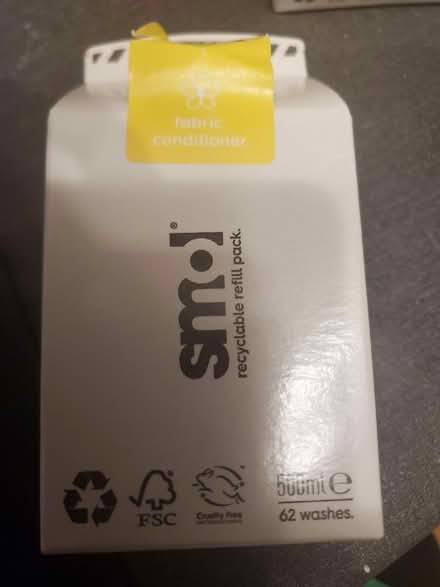 fabric
conditioner.
smol®
recyclable refill pack.
FSC®
Cruelty Free
500ml e
62 washes.